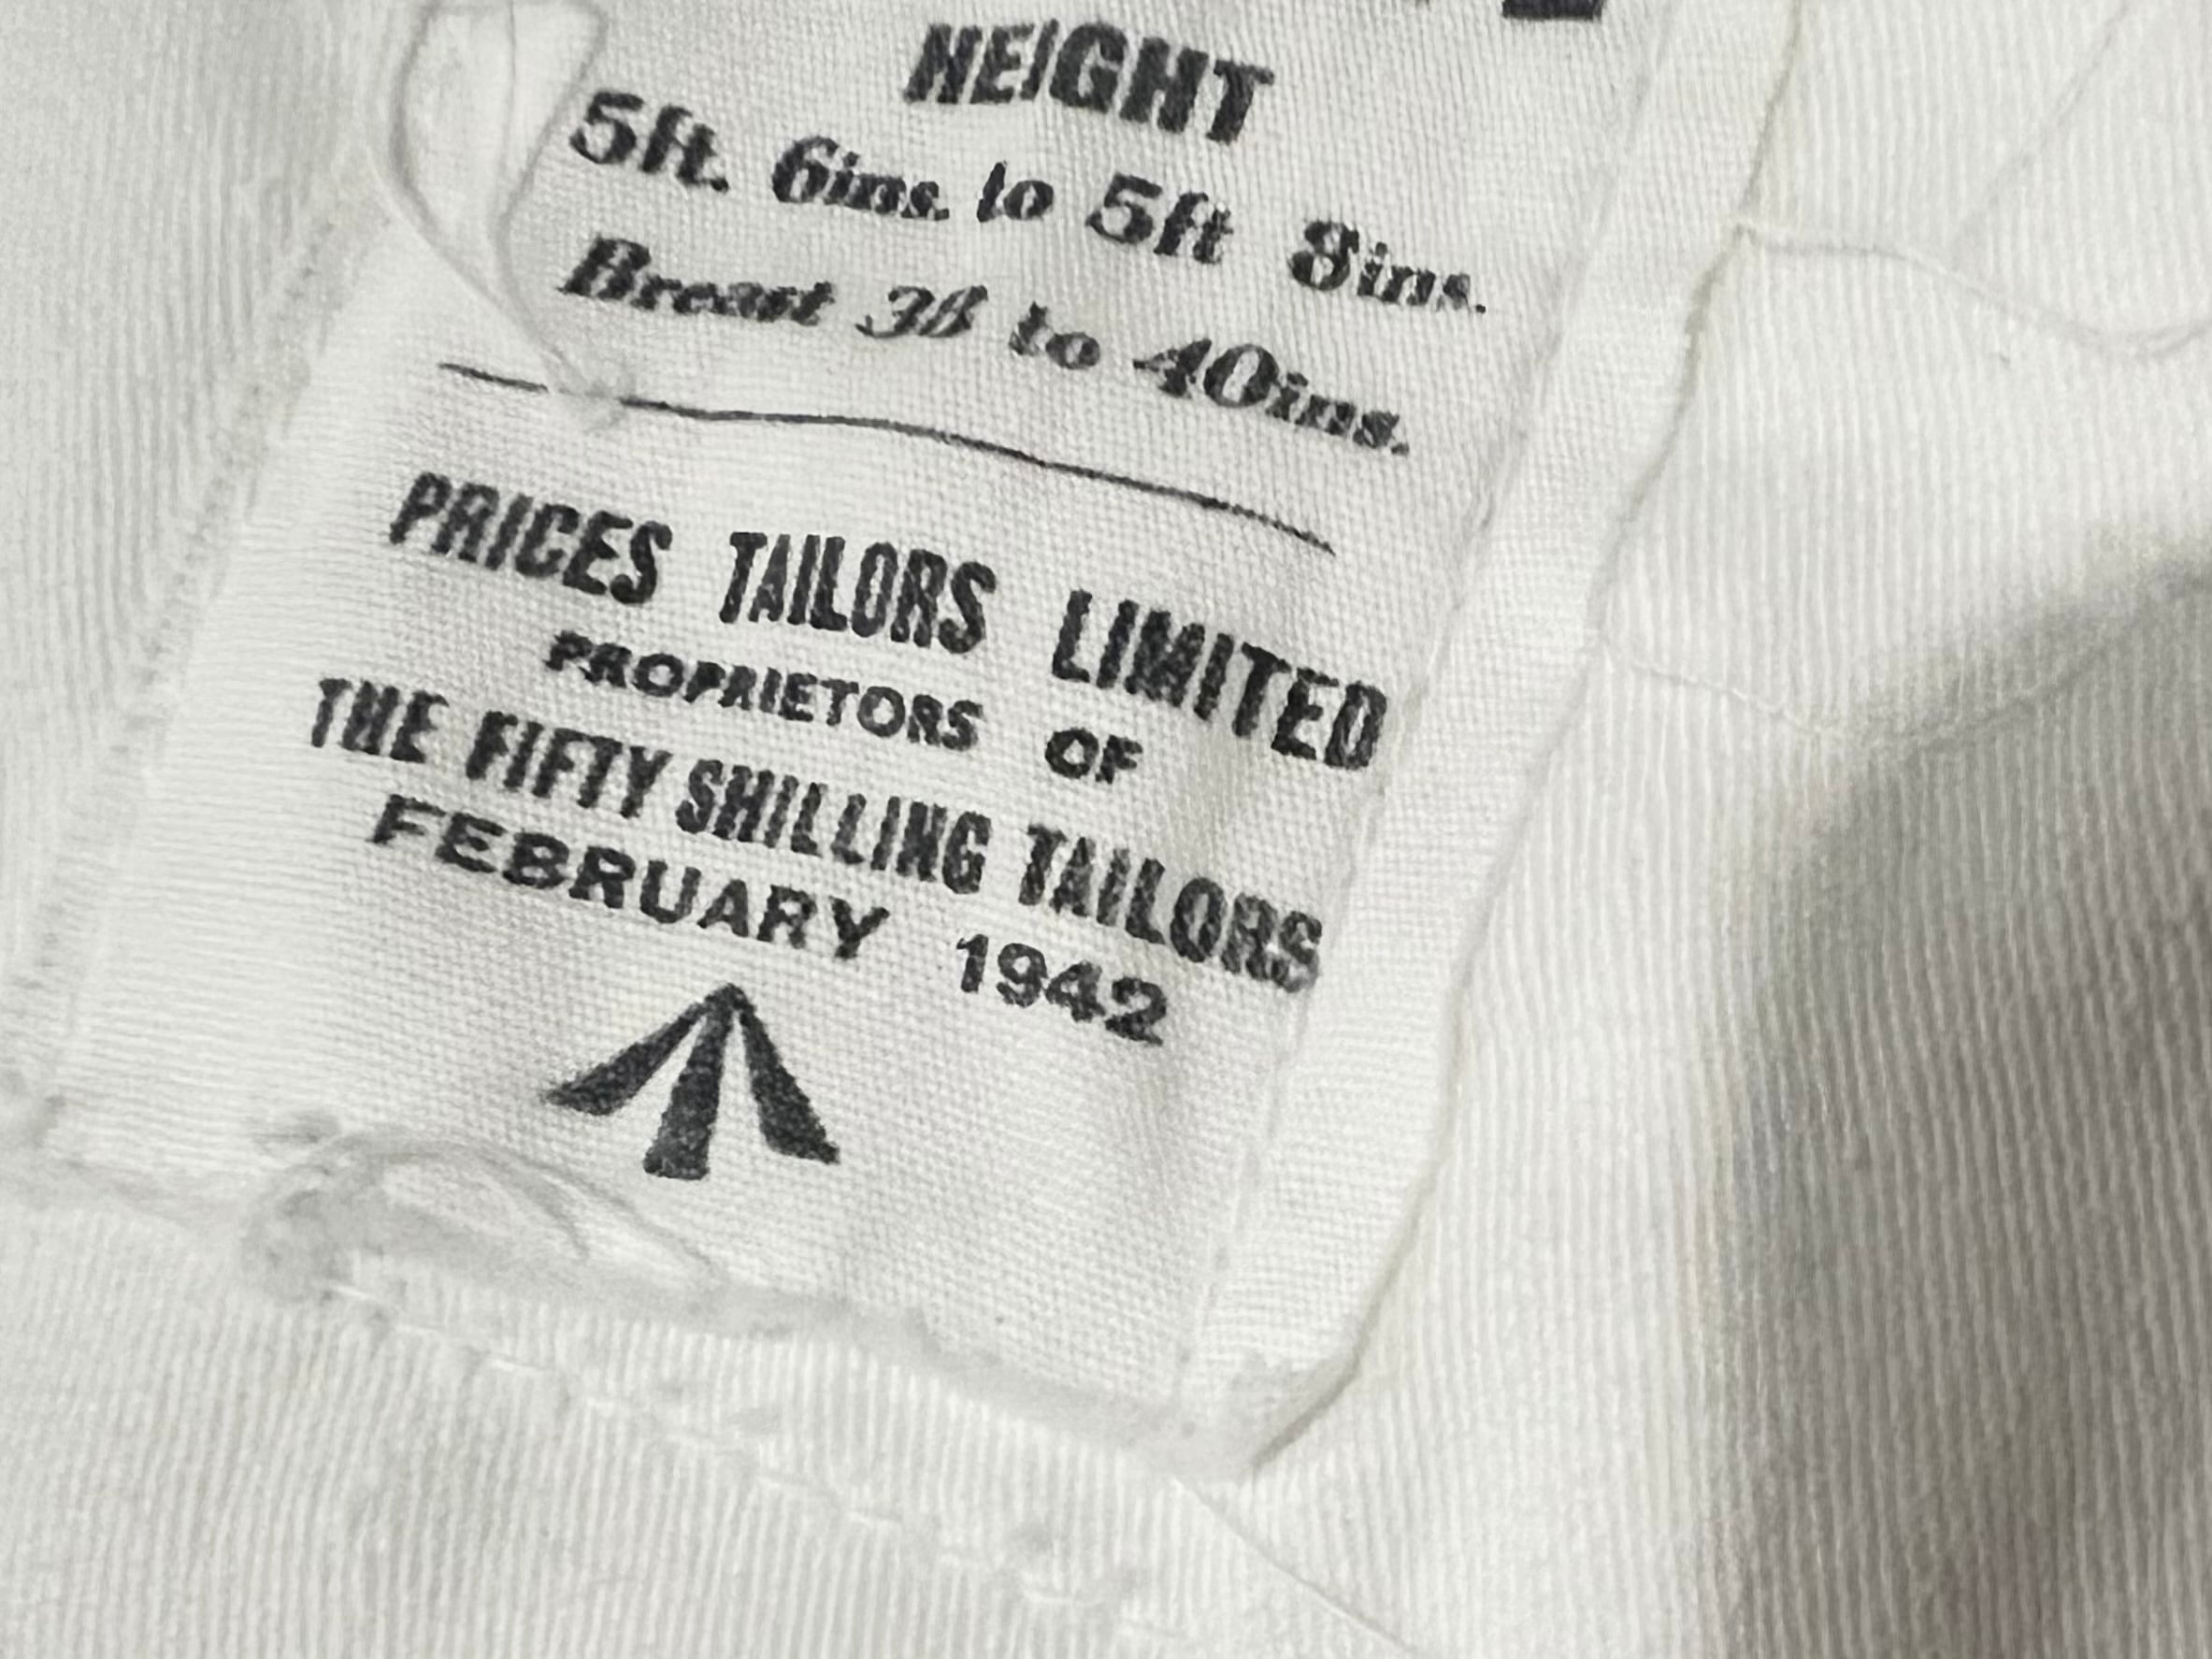 HEIGHT
5ft. 6ins. to 5ft 8ins.
Breast 38 to 40ins.
PRICES TAILORS LIMITED
PROPRIETORS OF
THE FIFTY SHILLING TAILORS
FEBRUARY 1942